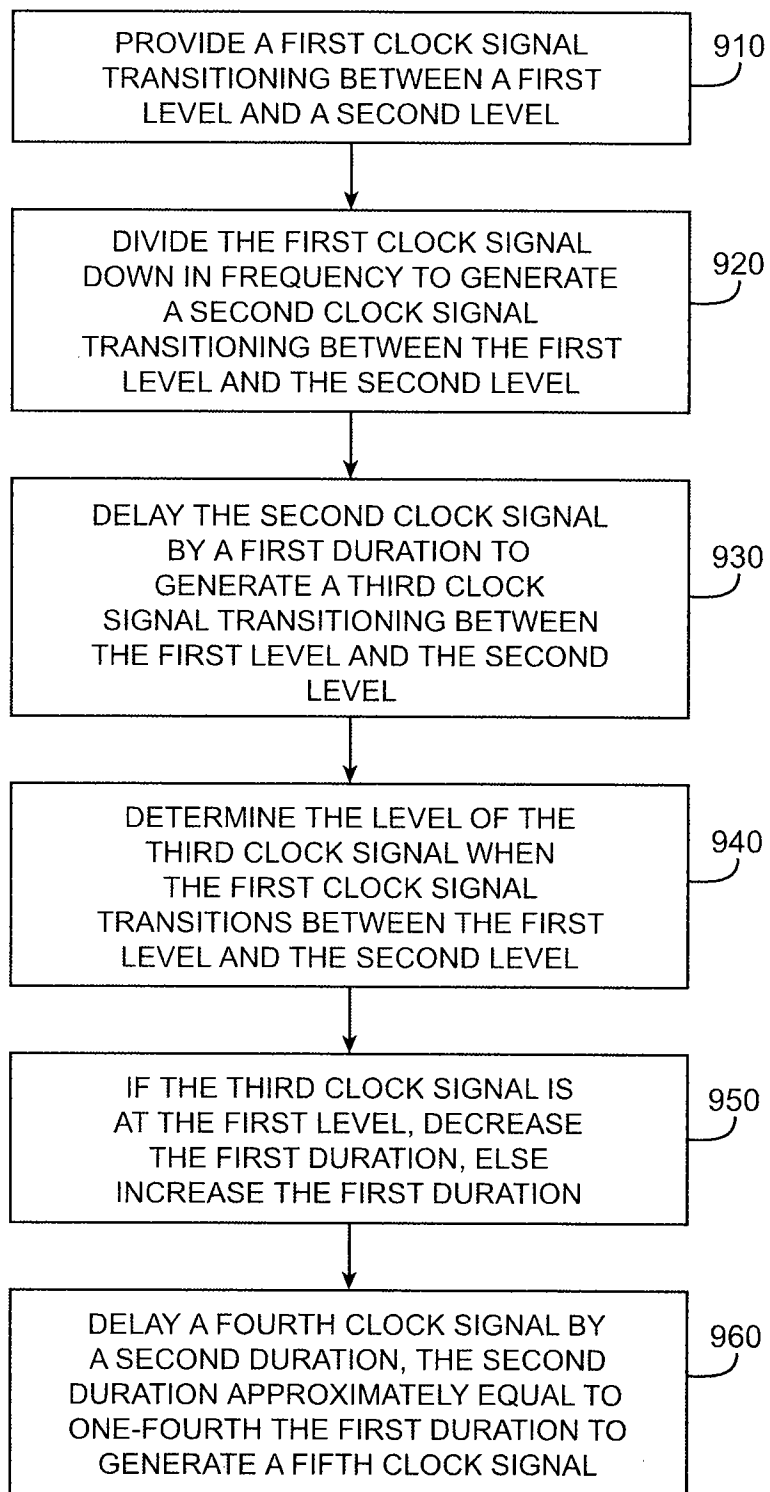 PROVIDE A FIRST CLOCK SIGNAL
TRANSITIONING BETWEEN A FIRST
LEVEL AND A SECOND LEVEL
910
DIVIDE THE FIRST CLOCK SIGNAL
DOWN IN FREQUENCY TO GENERATE
A SECOND CLOCK SIGNAL
TRANSITIONING BETWEEN THE FIRST
LEVEL AND THE SECOND LEVEL
920
DELAY THE SECOND CLOCK SIGNAL
BY A FIRST DURATION TO
GENERATE A THIRD CLOCK
SIGNAL TRANSITIONING BETWEEN
THE FIRST LEVEL AND THE SECOND
LEVEL
930
DETERMINE THE LEVEL OF THE
THIRD CLOCK SIGNAL WHEN
THE FIRST CLOCK SIGNAL
TRANSITIONS BETWEEN THE FIRST
LEVEL AND THE SECOND LEVEL
940
IF THE THIRD CLOCK SIGNAL IS
AT THE FIRST LEVEL, DECREASE
THE FIRST DURATION, ELSE
INCREASE THE FIRST DURATION
950
DELAY A FOURTH CLOCK SIGNAL BY
A SECOND DURATION, THE SECOND
DURATION APPROXIMATELY EQUAL TO
ONE-FOURTH THE FIRST DURATION TO
GENERATE A FIFTH CLOCK SIGNAL
960